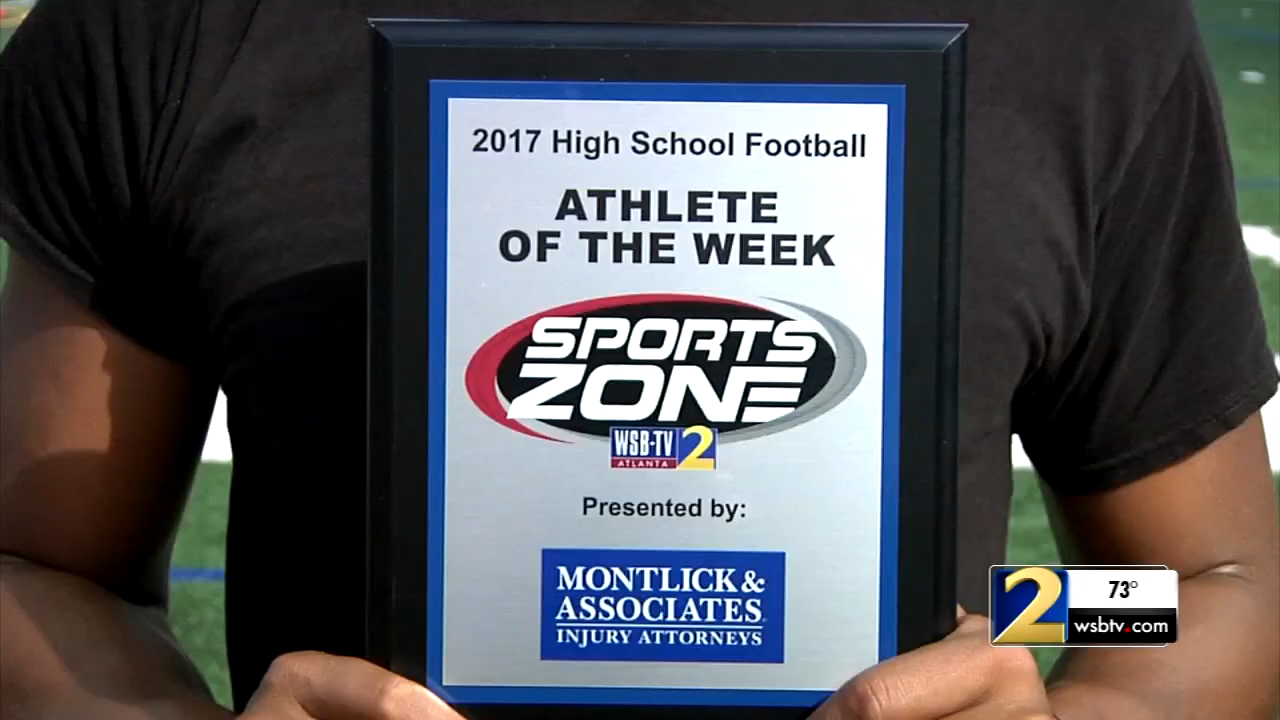 2017 High School Football
ATHLETE
OF THE WEEK
SPORTS
ZONE
WSB-TV 2
ATLANTA
Presented by:
MONTLICK &
ASSOCIATES
INJURY ATTORNEYS
2 73°
wsbtv.com